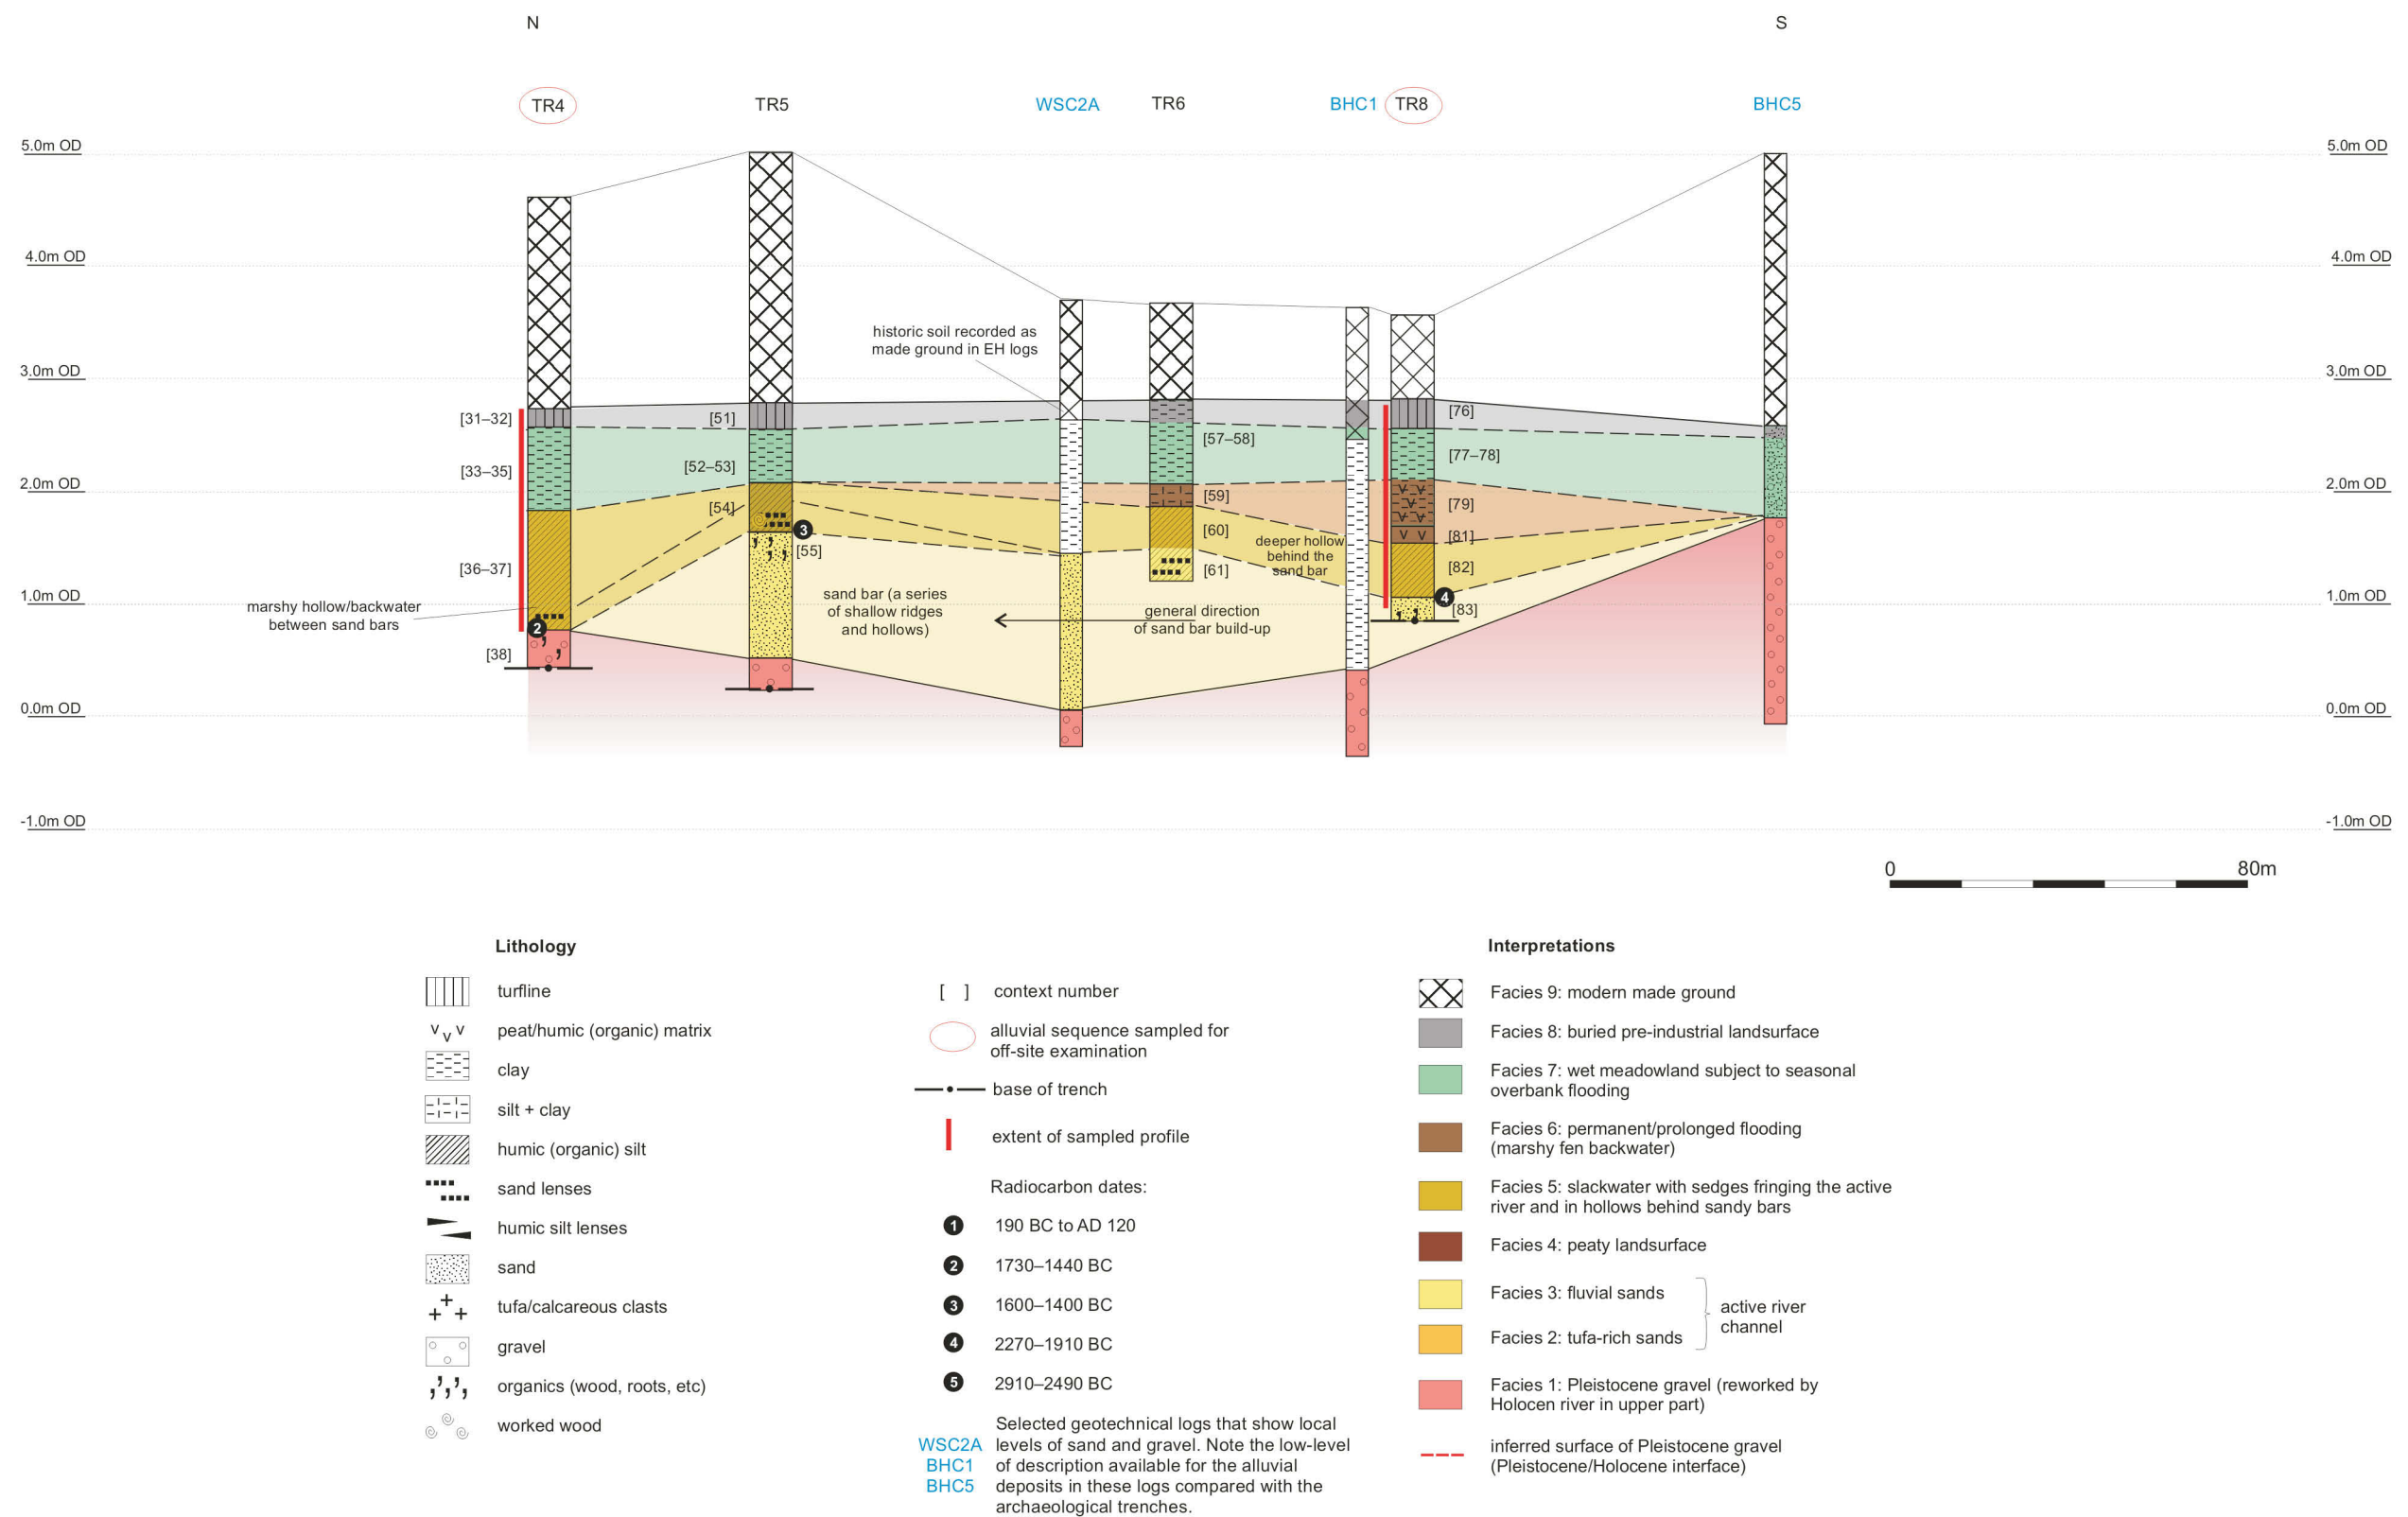 N
S
TR4
TR5
WSC2A
TR6
BHC1
TR8
BHC5
5.0m OD
5.0m OD
4.0m OD
4.0m OD
historic soil recorded as
made ground in EH logs
3.0m OD
3.0m OD
[31–32]
[51]
[76]
[57–58]
[33–35]
[52–53]
[77–78]
2.0m OD
2.0m OD
[54]
[59]
[79]
3
[55]
[60]
[81]
deeper hollow
behind the
sand bar
[36–37]
[61]
[82]
1.0m OD
1.0m OD
marshy hollow/backwater
between sand bars
sand bar (a series
of shallow ridges
and hollows)
general direction
of sand bar build-up
4
[83]
2
[38]
0.0m OD
0.0m OD
-1.0m OD
-1.0m OD
0
80m
Lithology
turfline
peat/humic (organic) matrix
clay
silt + clay
humic (organic) silt
sand lenses
humic silt lenses
sand
tufa/calcareous clasts
gravel
organics (wood, roots, etc)
worked wood
[ ] context number
alluvial sequence sampled for
off-site examination
base of trench
extent of sampled profile
Radiocarbon dates:
1 190 BC to AD 120
2 1730–1440 BC
3 1600–1400 BC
4 2270–1910 BC
5 2910–2490 BC
Selected geotechnical logs that show local
WSC2A levels of sand and gravel. Note the low-level
BHC1 of description available for the alluvial
BHC5 deposits in these logs compared with the
archaeological trenches.
Interpretations
Facies 9: modern made ground
Facies 8: buried pre-industrial landsurface
Facies 7: wet meadowland subject to seasonal
overbank flooding
Facies 6: permanent/prolonged flooding
(marshy fen backwater)
Facies 5: slackwater with sedges fringing the active
river and in hollows behind sandy bars
Facies 4: peaty landsurface
Facies 3: fluvial sands
Facies 2: tufa-rich sands
active river
channel
Facies 1: Pleistocene gravel (reworked by
Holocen river in upper part)
inferred surface of Pleistocene gravel
(Pleistocene/Holocene interface)